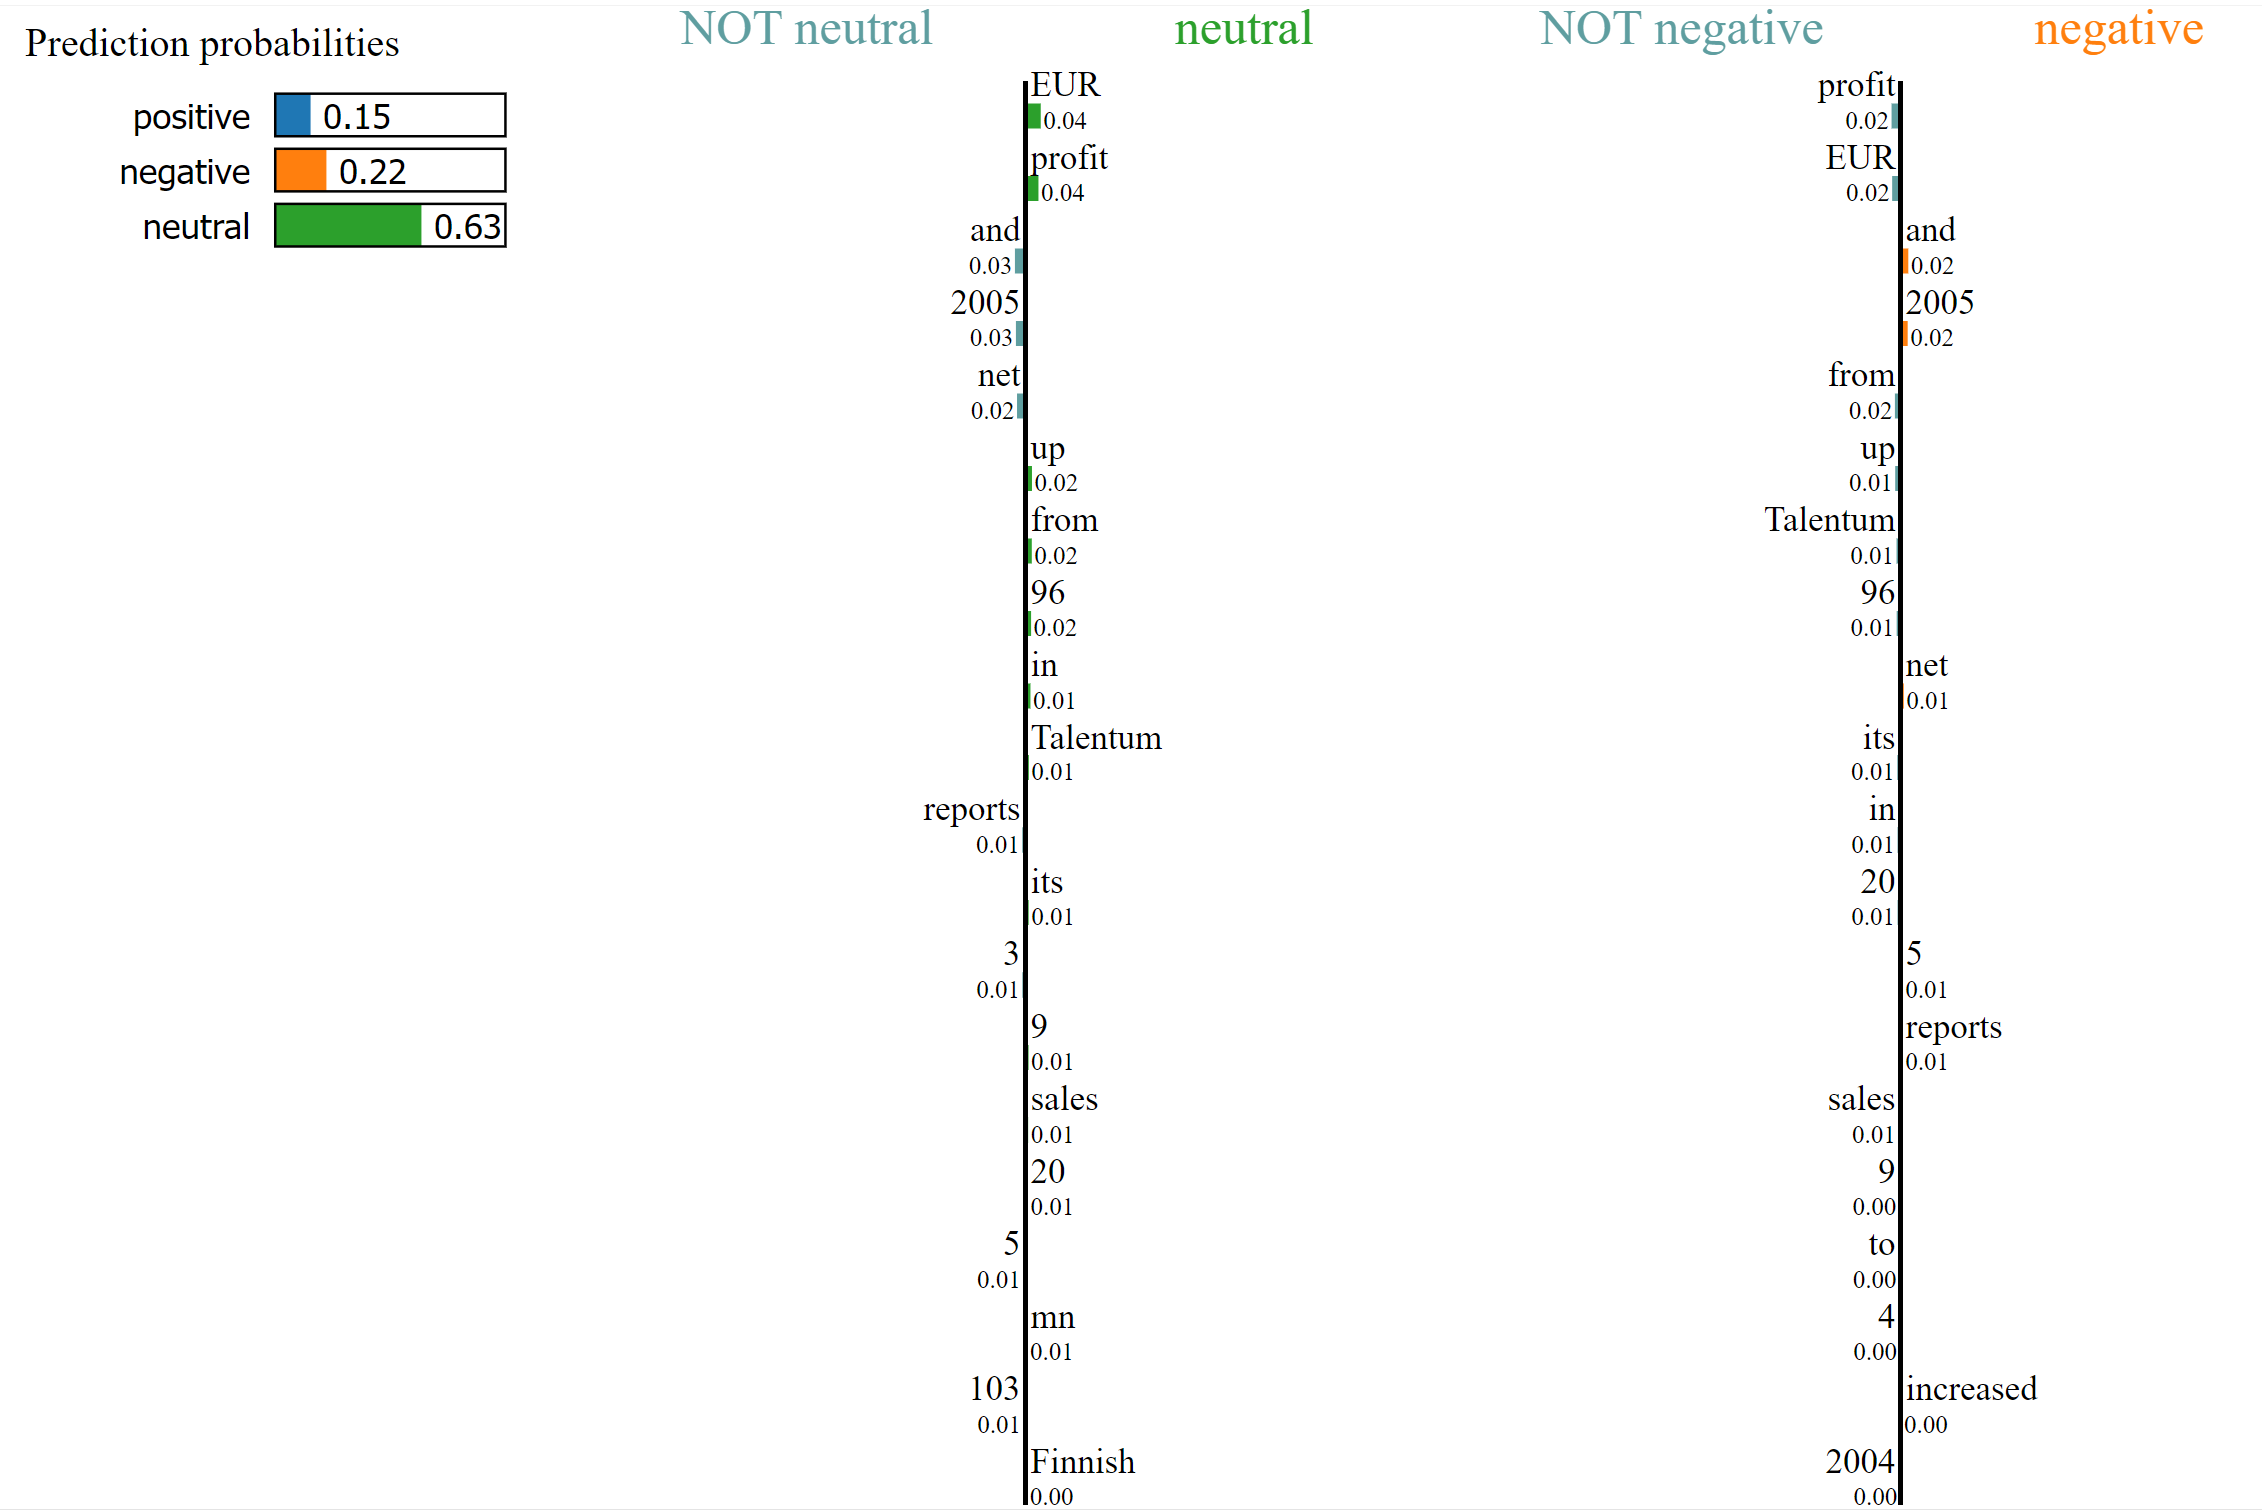 Prediction probabilities
positive 0.15
negative 0.22
neutral 0.63
NOT neutral neutral
EUR
0.04
profit
0.04
and
0.03
2005
0.03
net
0.02
up
0.02
from
0.02
96
0.02
in
0.01
Talentum
0.01
reports
0.01
its
0.01
3
0.01
9
0.01
sales
0.01
20
0.01
5
0.01
mn
0.01
103
0.01
Finnish
0.00
NOT negative negative
profit
0.02
EUR
0.02
and
0.02
2005
0.02
from
0.02
up
0.01
Talentum
0.01
96
0.01
net
0.01
its
0.01
in
0.01
20
0.01
5
0.01
reports
0.01
sales
0.01
9
0.00
to
0.00
4
0.00
increased
0.00
2004
0.00